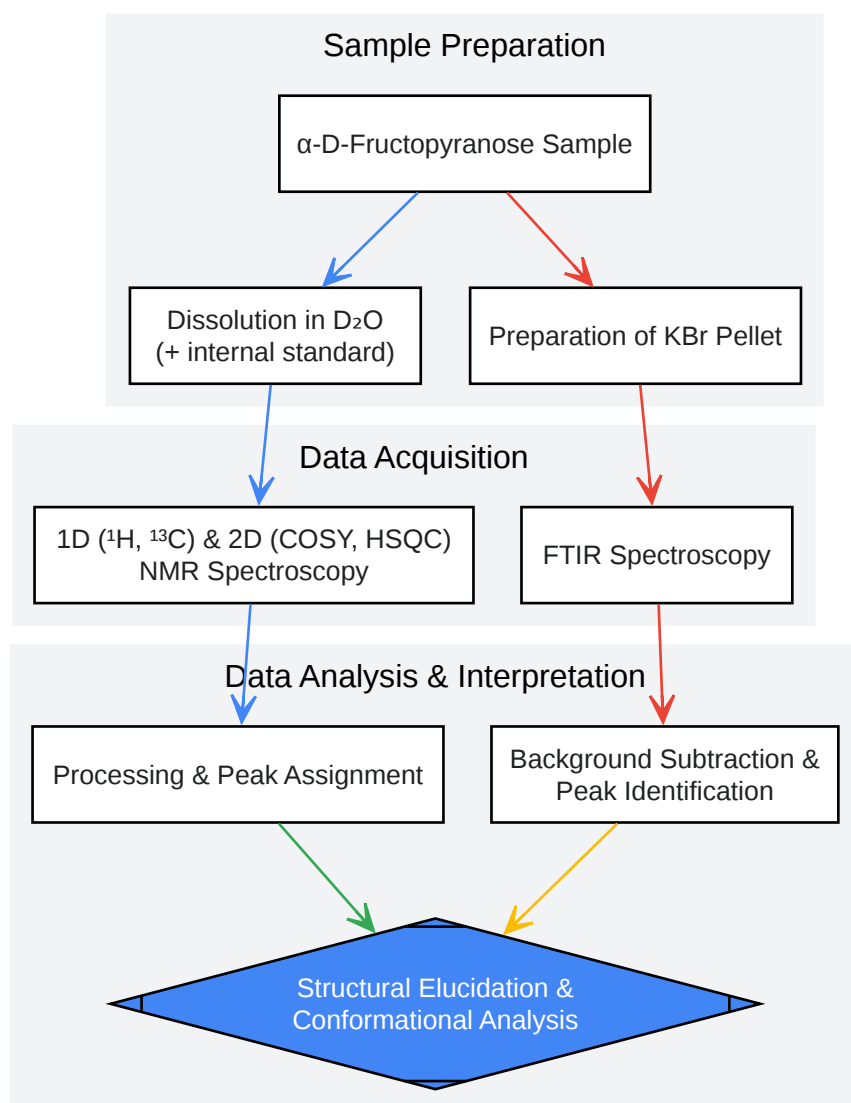 Sample Preparation
α-D-Fructopyranose Sample
Dissolution in D₂O
(+ internal standard)
Preparation of KBr Pellet
Data Acquisition
1D (¹H, ¹³C) & 2D (COSY, HSQC)
NMR Spectroscopy
FTIR Spectroscopy
Data Analysis & Interpretation
Processing & Peak Assignment
Background Subtraction &
Peak Identification
Structural Elucidation &
Conformational Analysis